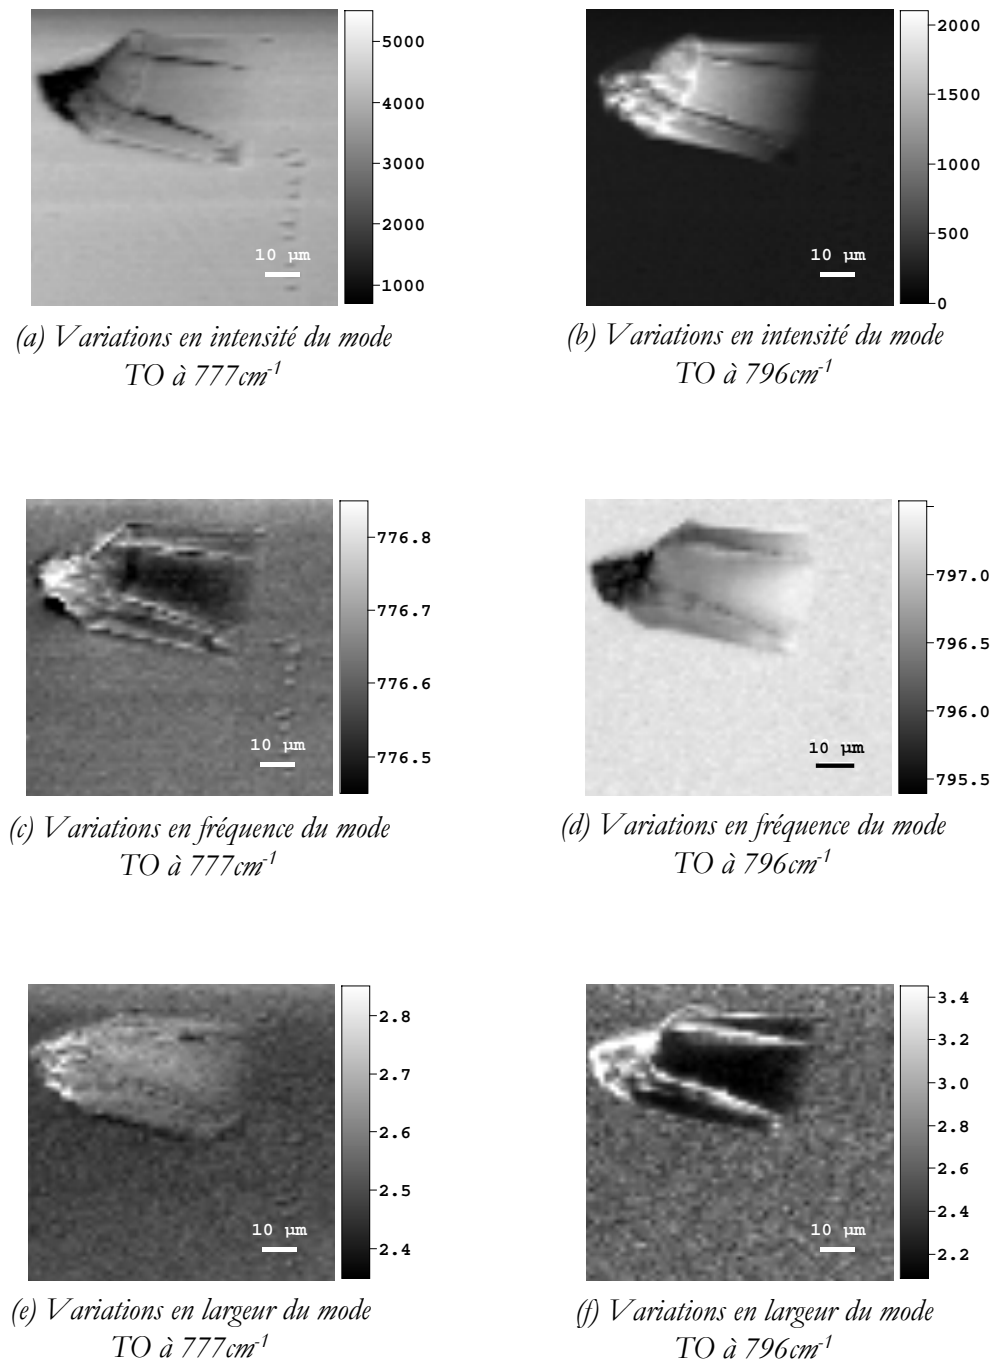 5000
4000
3000
2000
1000
10 µm
(a) Variations en intensité du mode
TO à 777cm-1
2000
1500
1000
500
0
10 µm
(b) Variations en intensité du mode
TO à 796cm-1
776.8
776.7
776.6
776.5
10 µm
(c) Variations en fréquence du mode
TO à 777cm-1
797.0
796.5
796.0
795.5
10 µm
(d) Variations en fréquence du mode
TO à 796cm-1
2.8
2.7
2.6
2.5
2.4
10 µm
(e) Variations en largeur du mode
TO à 777cm-1
3.4
3.2
3.0
2.8
2.6
2.4
2.2
10 µm
(f) Variations en largeur du mode
TO à 796cm-1